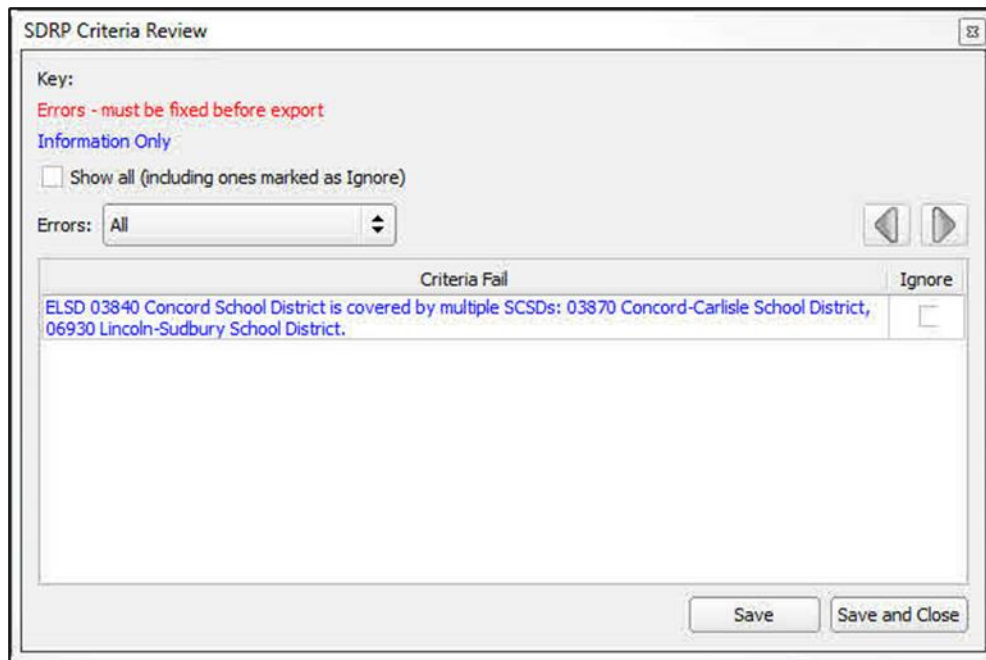 SDRP Criteria Review
Key:
Errors - must be fixed before export
Information Only
Show all (including ones marked as Ignore)
Errors: All
Criteria Fail Ignore
ELSD 03840 Concord School District is covered by multiple SCSDs: 03870 Concord-Carlisle School District,
06930 Lincoln-Sudbury School District.
Save Save and Close